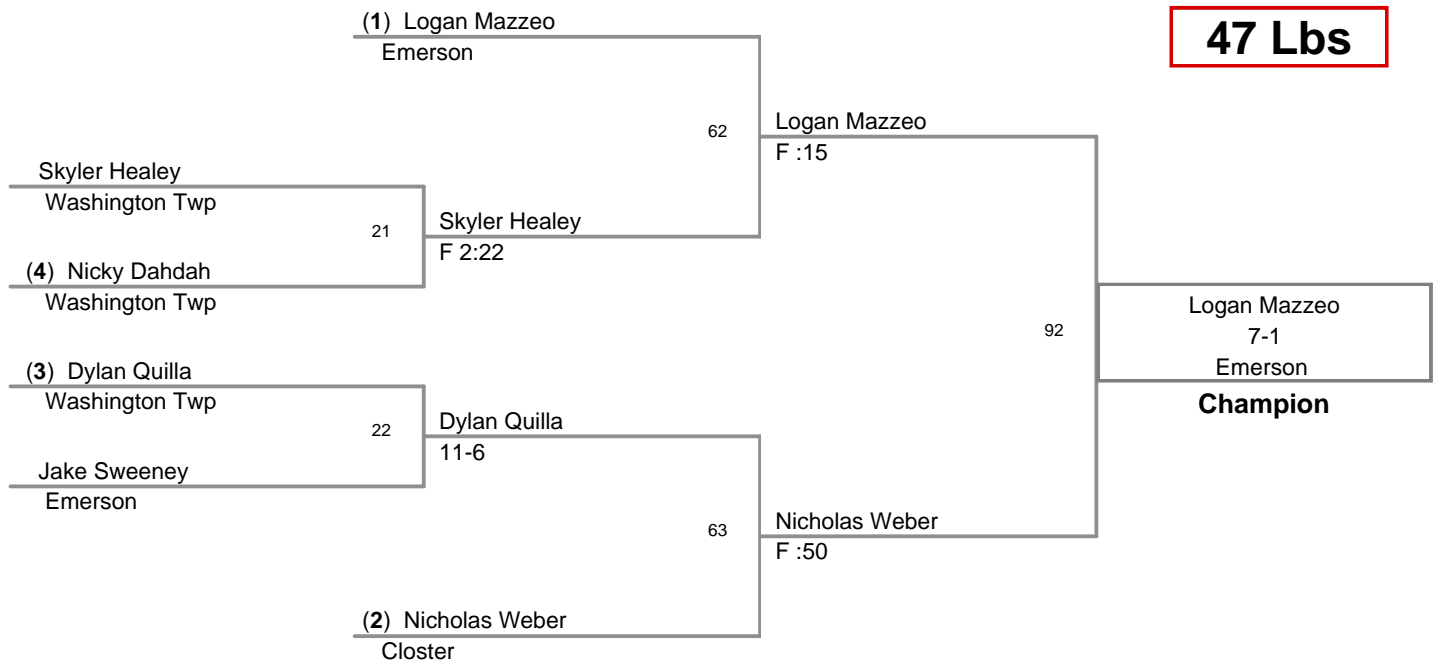 (1) Logan Mazzeo
Emerson
47 Lbs
62
Logan Mazzeo
F :15
Skyler Healey
Washington Twp
21
Skyler Healey
F 2:22
(4) Nicky Dahdah
Washington Twp
92
Logan Mazzeo
7-1
Emerson
Champion
(3) Dylan Quilla
Washington Twp
22
Dylan Quilla
11-6
Jake Sweeney
Emerson
63
Nicholas Weber
F :50
(2) Nicholas Weber
Closter